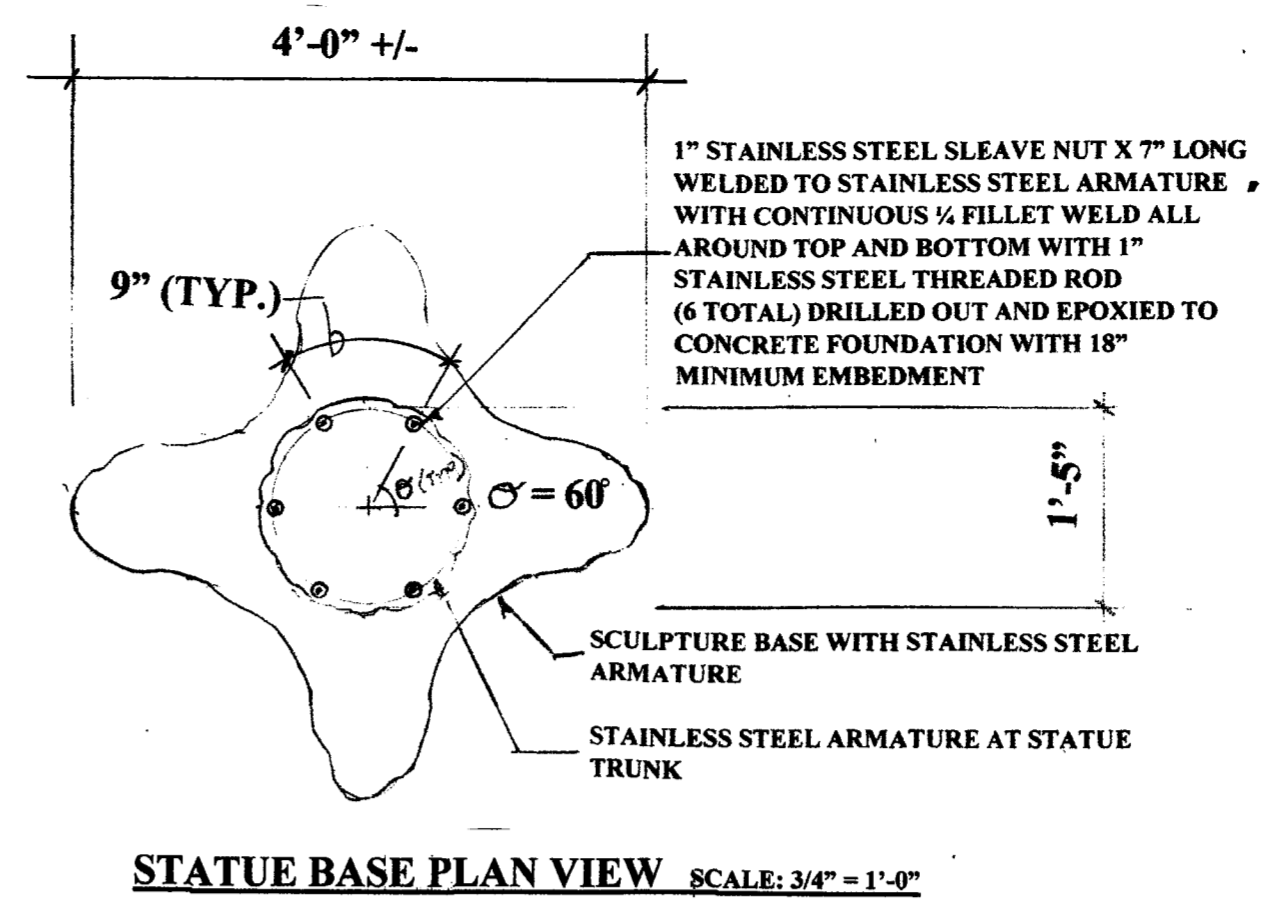 4’-0” +/-
1” STAINLESS STEEL SLEAVE NUT X 7” LONG
WELDED TO STAINLESS STEEL ARMATURE
WITH CONTINUOUS ¼ FILLET WELD ALL
AROUND TOP AND BOTTOM WITH 1”
STAINLESS STEEL THREADED ROD
(6 TOTAL) DRILLED OUT AND EPOXIED TO
CONCRETE FOUNDATION WITH 18”
MINIMUM EMBEDMENT
9” (TYP.)
1’-5”
θ (TYP)
θ = 60°
SCULPTURE BASE WITH STAINLESS STEEL
ARMATURE
STAINLESS STEEL ARMATURE AT STATUE
TRUNK
STATUE BASE PLAN VIEW SCALE: 3/4” = 1’-0”